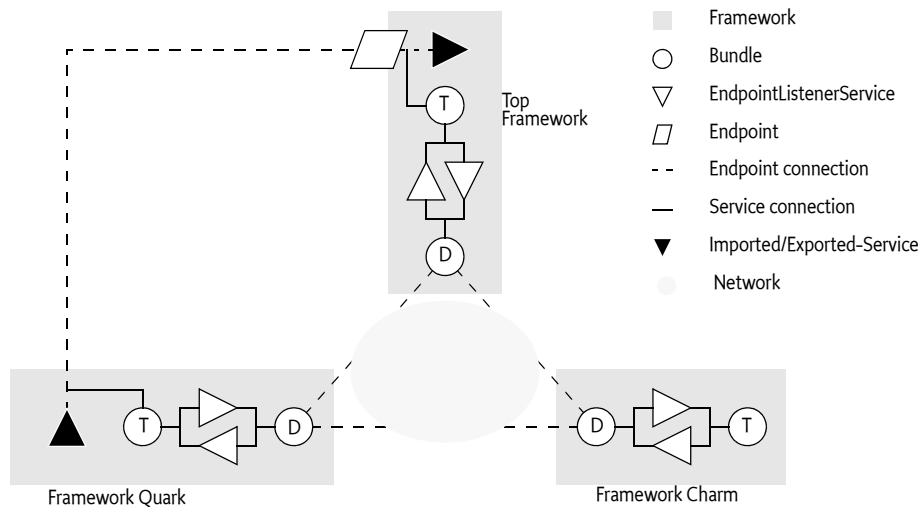 Framework
Bundle
EndpointListenerService
Endpoint
Endpoint connection
Service connection
Imported/Exported-Service
Network
T
Top
Framework
D
T
D
D
T
Framework Quark
Framework Charm